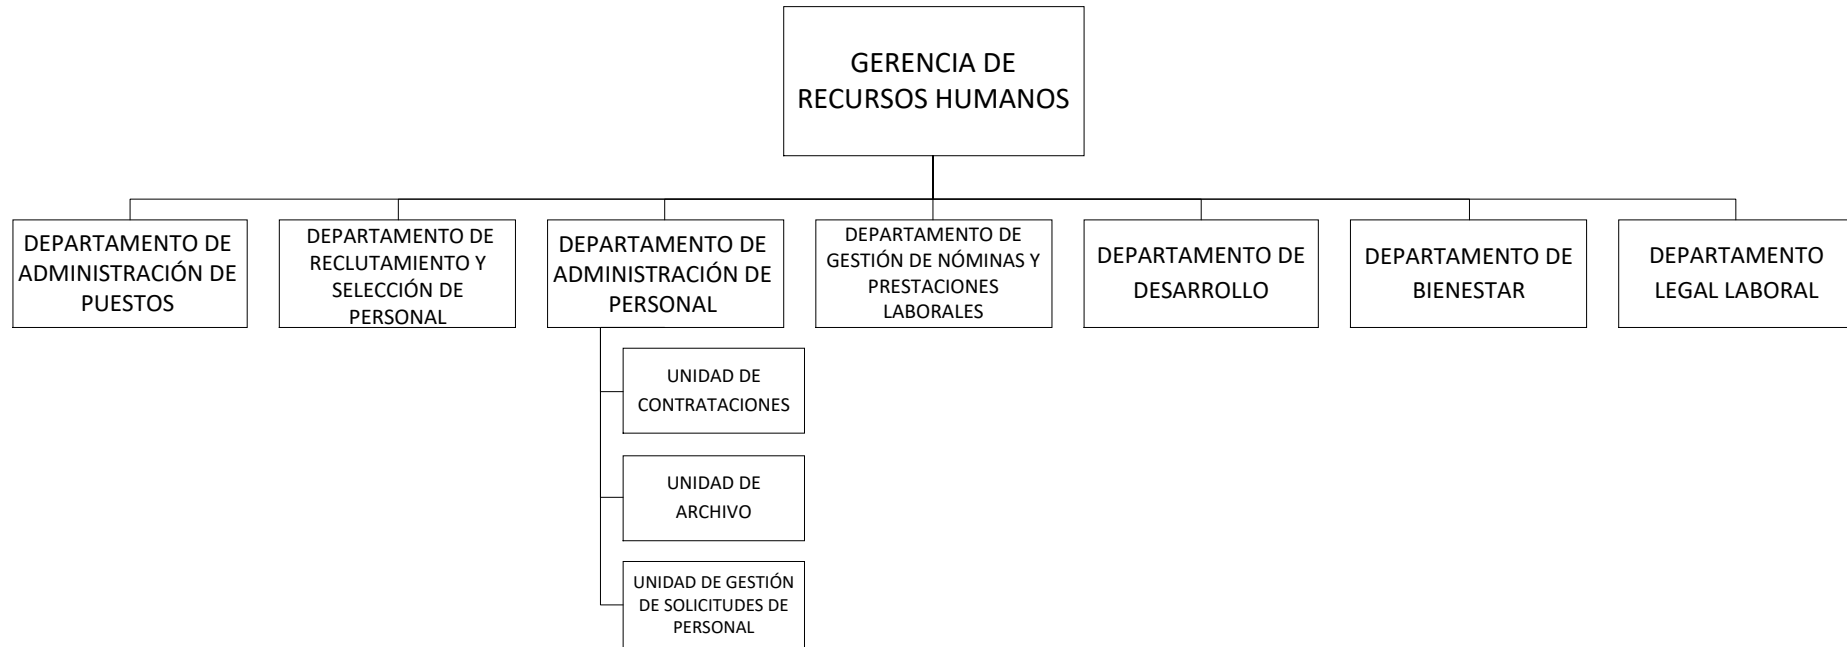 GERENCIA DE
RECURSOS HUMANOS
DEPARTAMENTO DE
ADMINISTRACIÓN DE
PUESTOS
DEPARTAMENTO DE
RECLUTAMIENTO Y
SELECCIÓN DE
PERSONAL
DEPARTAMENTO DE
ADMINISTRACIÓN DE
PERSONAL
DEPARTAMENTO DE
GESTIÓN DE NÓMINAS Y
PRESTACIONES
LABORALES
DEPARTAMENTO DE
DESARROLLO
DEPARTAMENTO DE
BIENESTAR
DEPARTAMENTO
LEGAL LABORAL
UNIDAD DE
CONTRATACIONES
UNIDAD DE
ARCHIVO
UNIDAD DE GESTIÓN
DE SOLICITUDES DE
PERSONAL